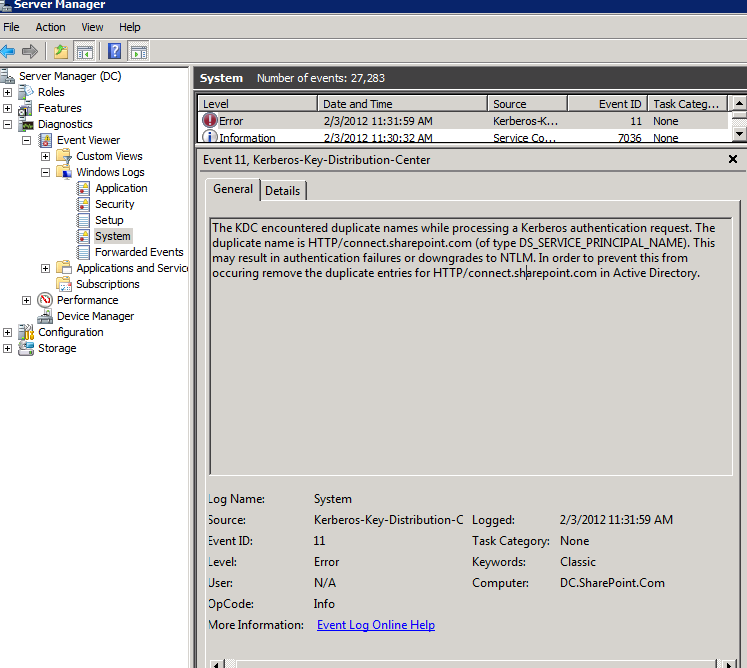 Server Manager
File Action View Help
Server Manager (DC)
Roles
Features
Diagnostics
Event Viewer
Custom Views
Windows Logs
Application
Security
Setup
System
Forwarded Events
Applications and Service
Subscriptions
Performance
Device Manager
Configuration
Storage
System Number of events: 27,283
Level Date and Time Source Event ID Task Categ...
Error 2/3/2012 11:31:59 AM Kerberos-K... 11 None
Information 2/3/2012 11:30:32 AM Service Co... 7036 None
Event 11, Kerberos-Key-Distribution-Center
General Details
The KDC encountered duplicate names while processing a Kerberos authentication request. The
duplicate name is HTTP/connect.sharepoint.com (of type DS_SERVICE_PRINCIPAL_NAME). This
may result in authentication failures or downgrades to NTLM. In order to prevent this from
occuring remove the duplicate entries for HTTP/connect.sharepoint.com in Active Directory.
Log Name: System
Source: Kerberos-Key-Distribution-C Logged: 2/3/2012 11:31:59 AM
Event ID: 11 Task Category: None
Level: Error Keywords: Classic
User: N/A Computer: DC.SharePoint.Com
OpCode: Info
More Information: Event Log Online Help